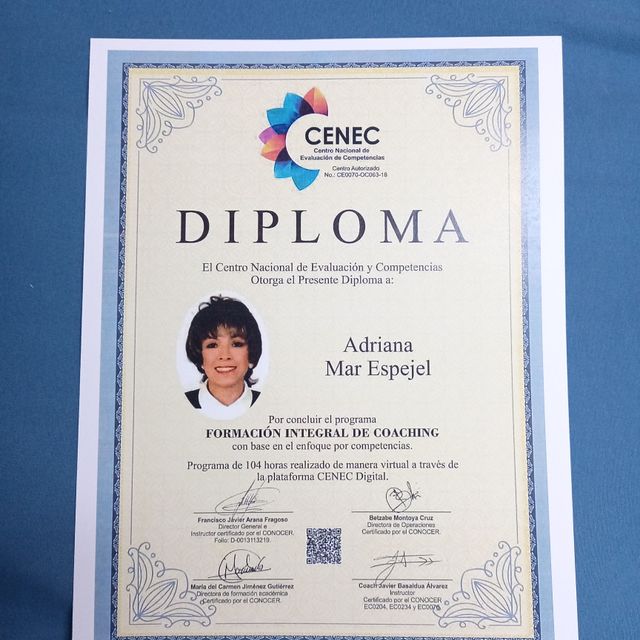 CENEC
Centro Nacional de
Evaluación de Competencias
Centro Autorizado
No.: CE0070-OC063-18
DIPLOMA
El Centro Nacional de Evaluación y Competencias
Otorga el Presente Diploma a:
Adriana
Mar Espejel
Por concluir el programa
FORMACIÓN INTEGRAL DE COACHING
con base en el enfoque por competencias.
Programa de 104 horas realizado de manera virtual a través de
la plataforma CENEC Digital.
Francisco Javier Arana Fragoso
Director General e
Instructor certificado por el CONOCER.
Folio: D-0013113219.
Betzabe Montoya Cruz
Directora de Operaciones
Certificado por el CONOCER.
Maria del Carmen Jiménez Gutiérrez
Directora de formación académica
Certificado por el CONOCER.
Coach Javier Basaldua Álvarez
Instructor
Certificado por el CONOCER
EC0204, EC0234 y EC0076